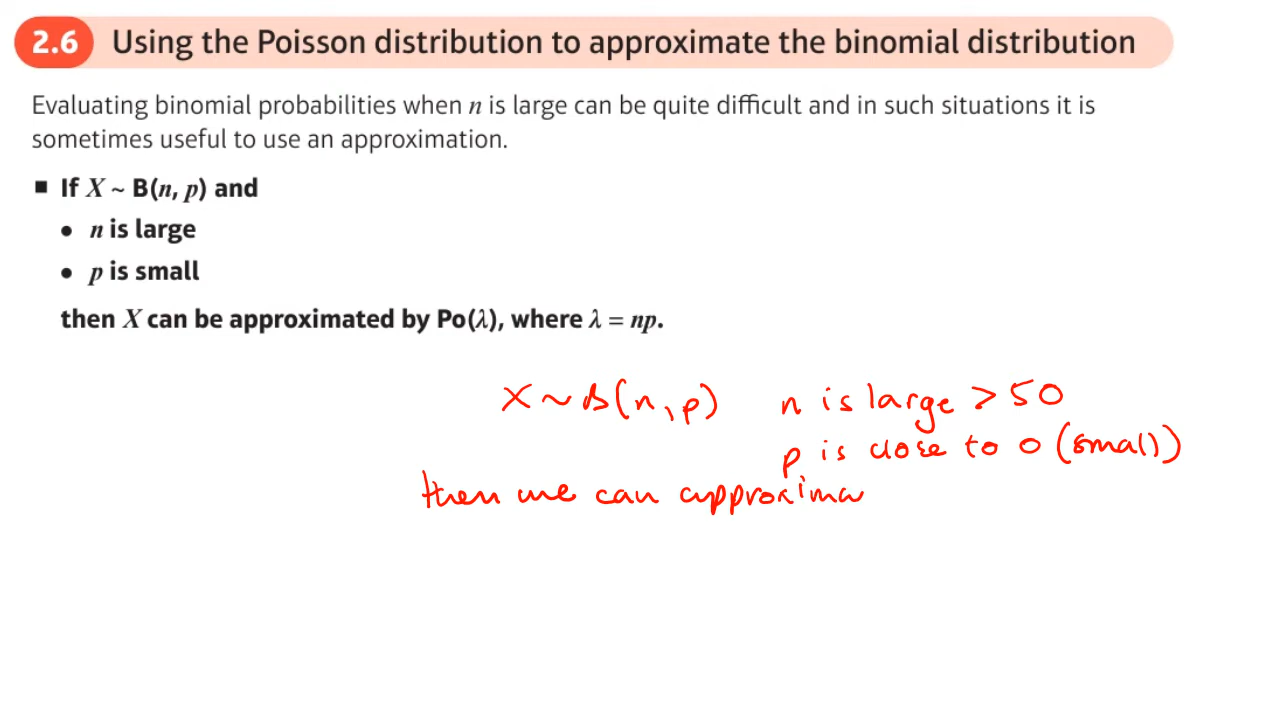 2.6 Using the Poisson distribution to approximate the binomial distribution
Evaluating binomial probabilities when n is large can be quite difficult and in such situations it is
sometimes useful to use an approximation.
■ If X ~ B(n, p) and
• n is large
• p is small
then X can be approximated by Po(λ), where λ = np.
X ~ B(n, p) n is large > 50
p is close to 0 (small)
then we can approxima